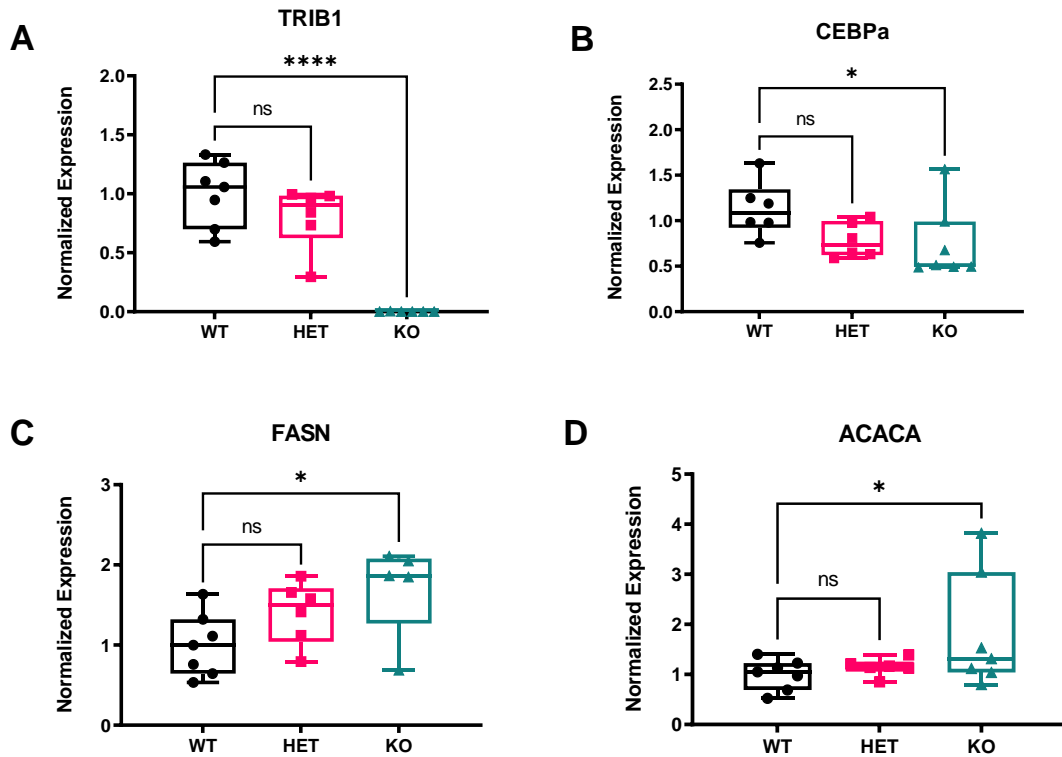 A
TRIB1
****
ns
2.0
1.5
1.0
0.5
0.0
Normalized Expression
WT HET KO
B
CEBPa
*
ns
2.5
2.0
1.5
1.0
0.5
0.0
Normalized Expression
WT HET KO
C
FASN
*
ns
3
2
1
0
Normalized Expression
WT HET KO
D
ACACA
*
ns
5
4
3
2
1
0
Normalized Expression
WT HET KO